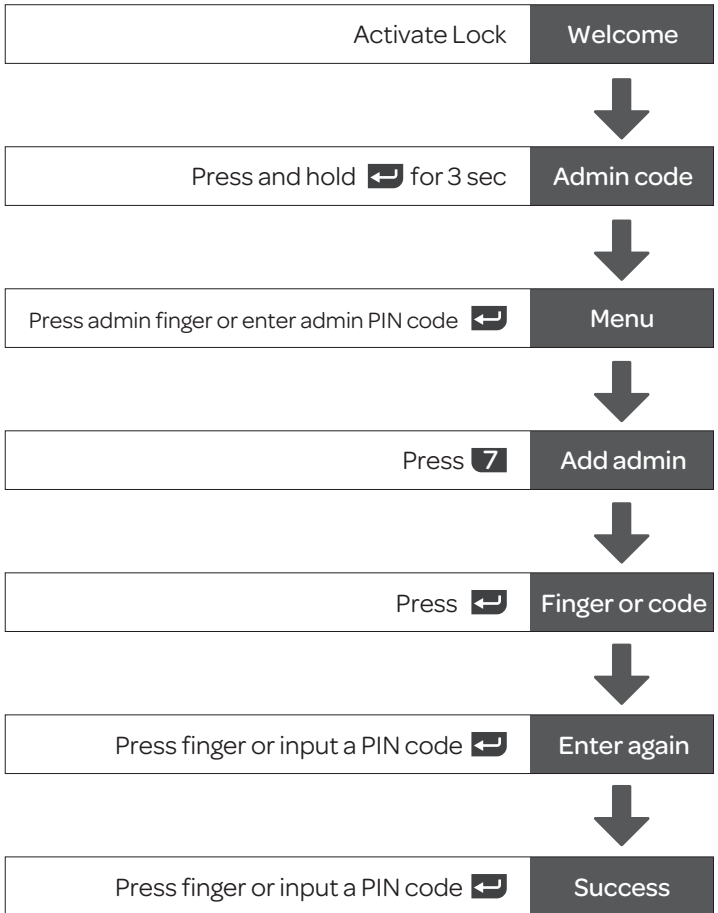 Activate Lock Welcome
Press and hold for 3 sec Admin code
Press admin finger or enter admin PIN code Menu
Press 7 Add admin
Press Finger or code
Press finger or input a PIN code Enter again
Press finger or input a PIN code Success